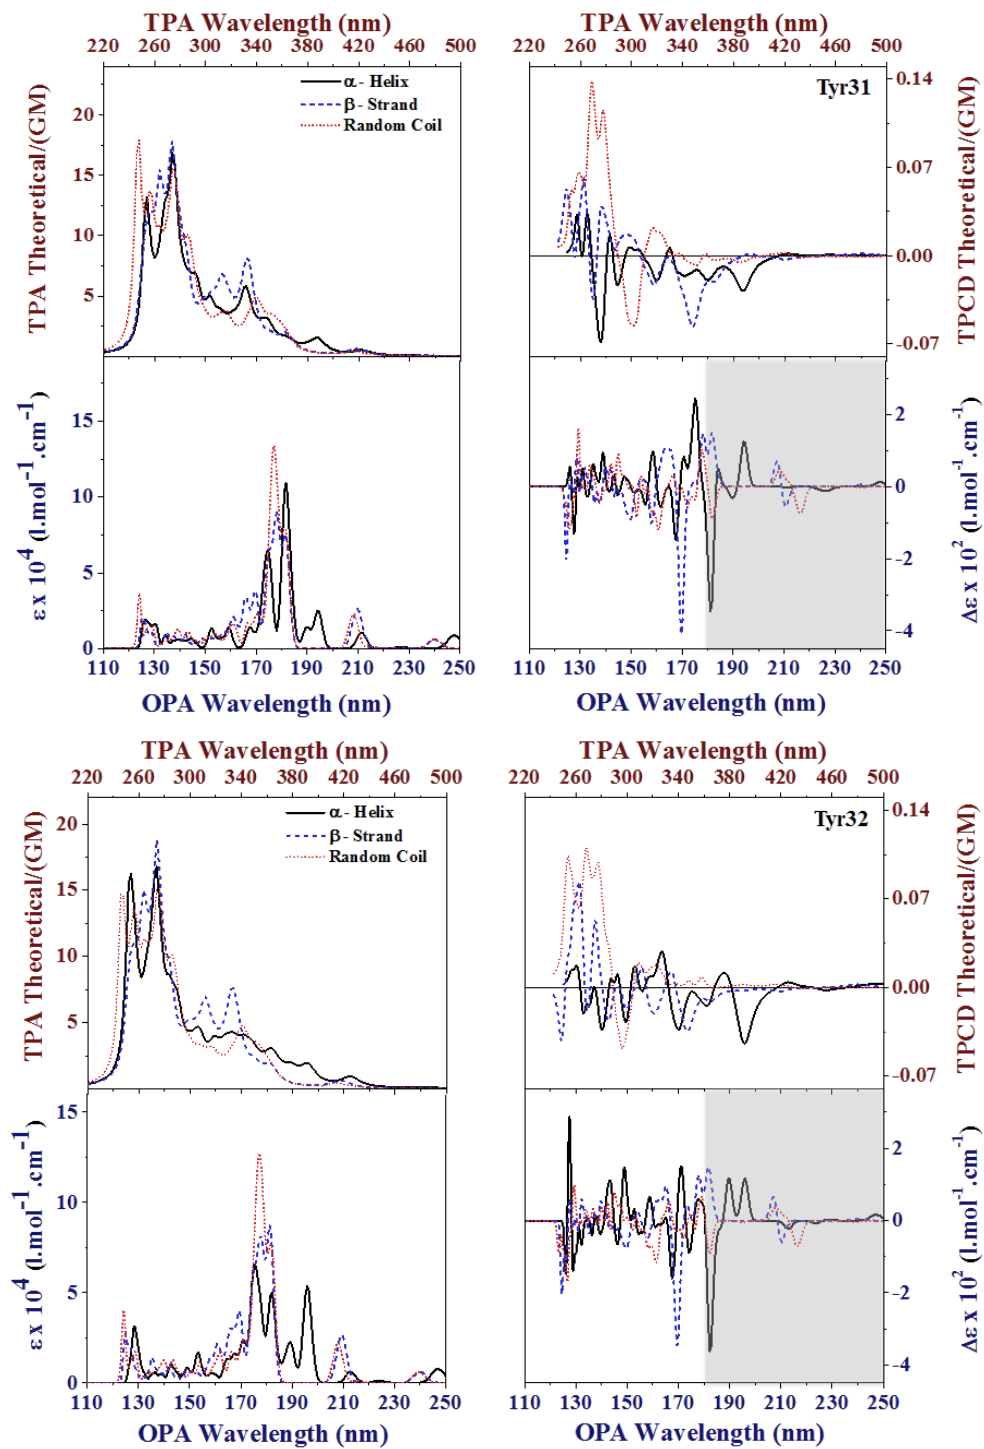 TPA Wavelength (nm)
220 260 300 340 380 420 460 500
TPA Theoretical/(GM)
20
15
10
5
α - Helix
β - Strand
Random Coil
ε x 10^4 (l.mol^-1.cm^-1)
15
10
5
0
110 130 150 170 190 210 230 250
OPA Wavelength (nm)
TPA Wavelength (nm)
220 260 300 340 380 420 460 500
Tyr31
0.14
0.07
0.00
-0.07
TPCD Theoretical/(GM)
2
0
-2
-4
Δε x 10^2 (l.mol^-1.cm^-1)
110 130 150 170 190 210 230 250
OPA Wavelength (nm)
TPA Wavelength (nm)
220 260 300 340 380 420 460 500
TPA Theoretical/(GM)
20
15
10
5
α - Helix
β - Strand
Random Coil
ε x 10^4 (l.mol^-1.cm^-1)
15
10
5
0
110 130 150 170 190 210 230 250
OPA Wavelength (nm)
TPA Wavelength (nm)
220 260 300 340 380 420 460 500
Tyr32
0.14
0.07
0.00
-0.07
TPCD Theoretical/(GM)
2
0
-2
-4
Δε x 10^2 (l.mol^-1.cm^-1)
110 130 150 170 190 210 230 250
OPA Wavelength (nm)